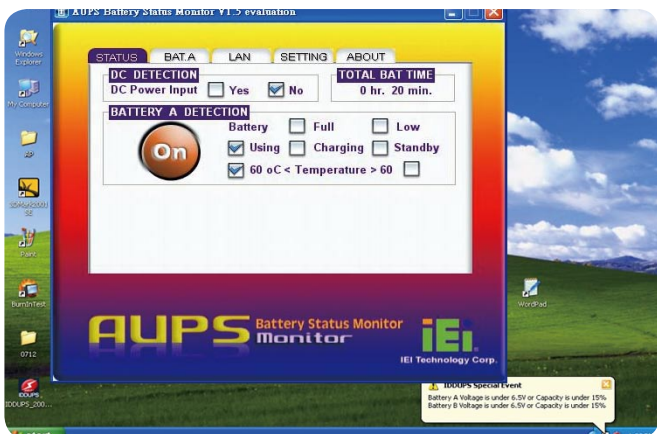 AUPS Battery Status Monitor V1.5 evaluation
STATUS BAT.A LAN SETTING ABOUT
DC DETECTION
DC Power Input Yes No
TOTAL BAT TIME
0 hr. 20 min.
BATTERY A DETECTION
On
Battery Full Low
Using Charging Standby
60 oC < Temperature > 60
AUPS Battery Status Monitor
Monitor
iEi
IEI Technology Corp.
Windows
Explorer
My Computer
AP
3DMark2001
SE
Paint
BurnInTest
0712
IDDUPS_200...
WordPad
IDDUPS Special Event
Battery A Voltage is under 6.5V or Capacity is under 15%
Battery B Voltage is under 6.5V or Capacity is under 15%